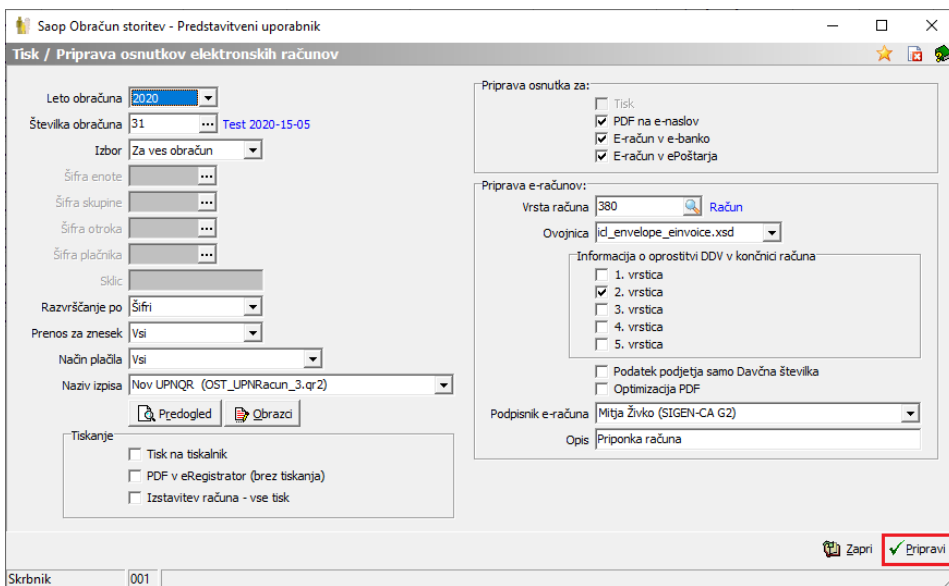 Saop Obračun storitev - Predstavitveni uporabnik
Tisk / Priprava osnutkov elektronskih računov
Leto obračuna 2020
Številka obračuna 31 ... Test 2020-15-05
Izbor Za ves obračun
Šifra enote ...
Šifra skupine ...
Šifra otroka ...
Šifra plačnika ...
Sklic
Razvrščanje po Šifri
Prenos za znesek Vsi
Način plačila Vsi
Naziv izpisa Nov UPNQR (OST_UPNRacun_3.qr2)
Predogled Obrazci
Tiskanje
Tisk na tiskalnik
PDF v eRegistrator (brez tiskanja)
Izstavitev računa - vse tisk
Priprava osnutka za:
Tisk
PDF na e-naslov
E-račun v e-banko
E-račun v ePoštarja
Priprava e-računov:
Vrsta računa 380 Račun
Ovojnica icl_envelope_einvoice.xsd
Informacija o oprostitvi DDV v končnici računa
1. vrstica
2. vrstica
3. vrstica
4. vrstica
5. vrstica
Podatek podjetja samo Davčna številka
Optimizacija PDF
Podpisnik e-računa Mitja Živko (SIGEN-CA G2)
Opis Priponka računa
Zapri Pripravi
Skrbnik 001